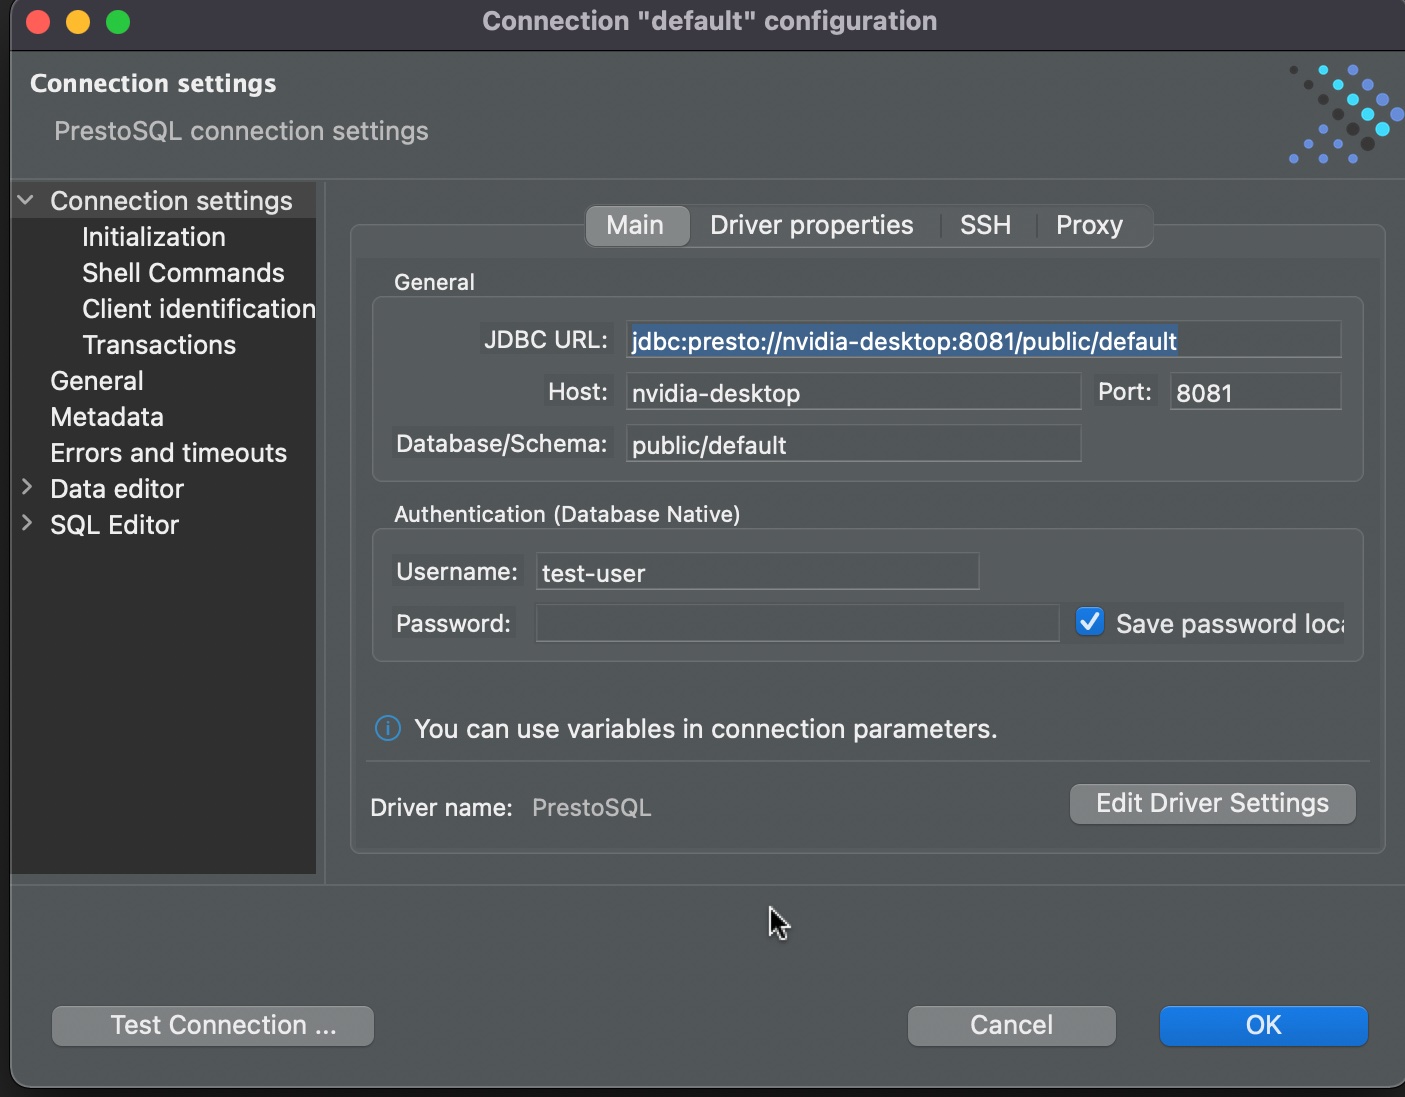 Connection "default" configuration
Connection settings
PrestoSQL connection settings
Connection settings
Initialization
Shell Commands
Client identification
Transactions
General
Metadata
Errors and timeouts
Data editor
SQL Editor
Main Driver properties SSH Proxy
General
JDBC URL: jdbc:presto://nvidia-desktop:8081/public/default
Host: nvidia-desktop Port: 8081
Database/Schema: public/default
Authentication (Database Native)
Username: test-user
Password: Save password loca
You can use variables in connection parameters.
Driver name: PrestoSQL Edit Driver Settings
Test Connection ... Cancel OK